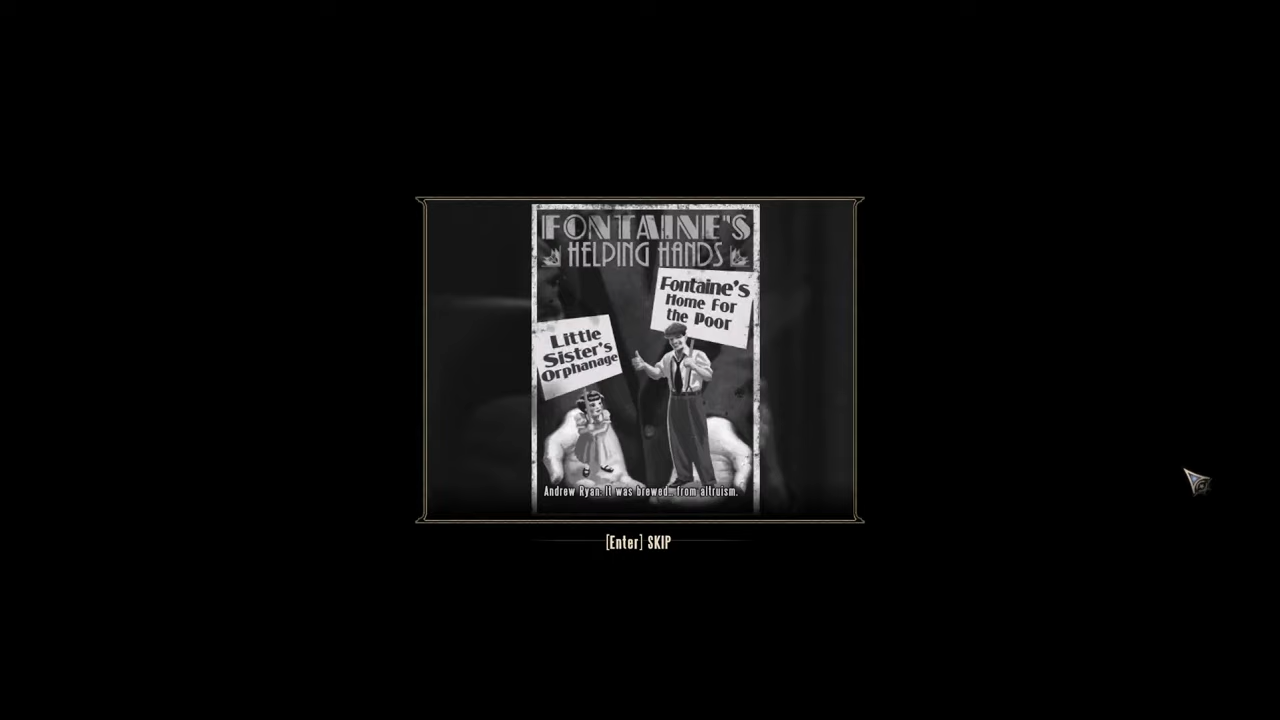 FONTAINE'S
HELPING HANDS
Fontaine's
Home For
the Poor
Little
Sister's
Orphanage
Andrew Ryan: It was brewed... from altruism.
[Enter] SKIP